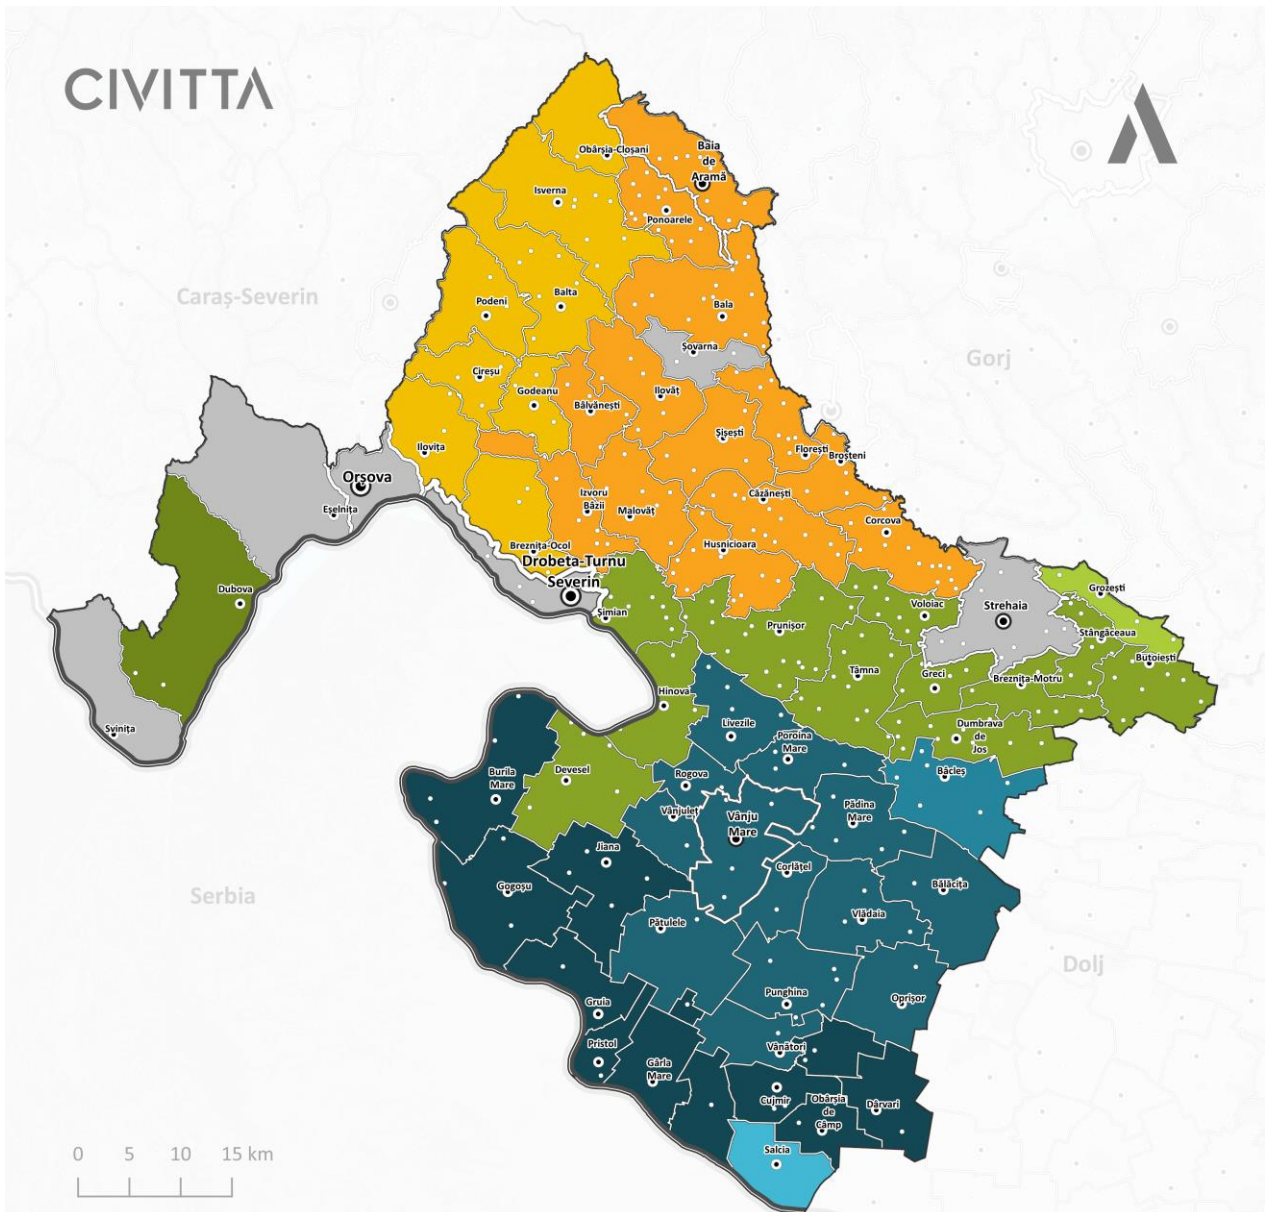 CIVITTA
Baia
de
Aramă
Obârșia-Cloșani
Isverna
Ponoarele
Caraș-Severin
Podeni
Balta
Bala
Gorj
Șovarna
Cireșu
Godeanu
Bâlvănești
Ilovăț
Ilovița
Șișești
Florești
Broșteni
Orșova
Eșelnița
Izvoru
Bâzii
Malovăț
Căzănești
Corcova
Husnicioara
Breznița-Ocol
Drobeta-Turnu
Severin
Dubova
Șimian
Prunișor
Voloiac
Strehaia
Grozești
Stângăceaua
Butoiești
Tâmna
Greci
Breznița-Motru
Hinova
Svinița
Livezile
Poroina
Mare
Dumbrava
de
Jos
Burila
Mare
Devesel
Rogova
Bâcleș
Vânjuleț
Vânju
Mare
Pădina
Mare
Jiana
Corlățel
Gogoșu
Bălăcița
Serbia
Pătulele
Vlădaia
Dolj
Gruia
Punghina
Oprișor
Pristol
Gârla
Mare
Vânători
Cujmir
Obârșia
de
Câmp
Dârvari
Salcia
0 5 10 15 km